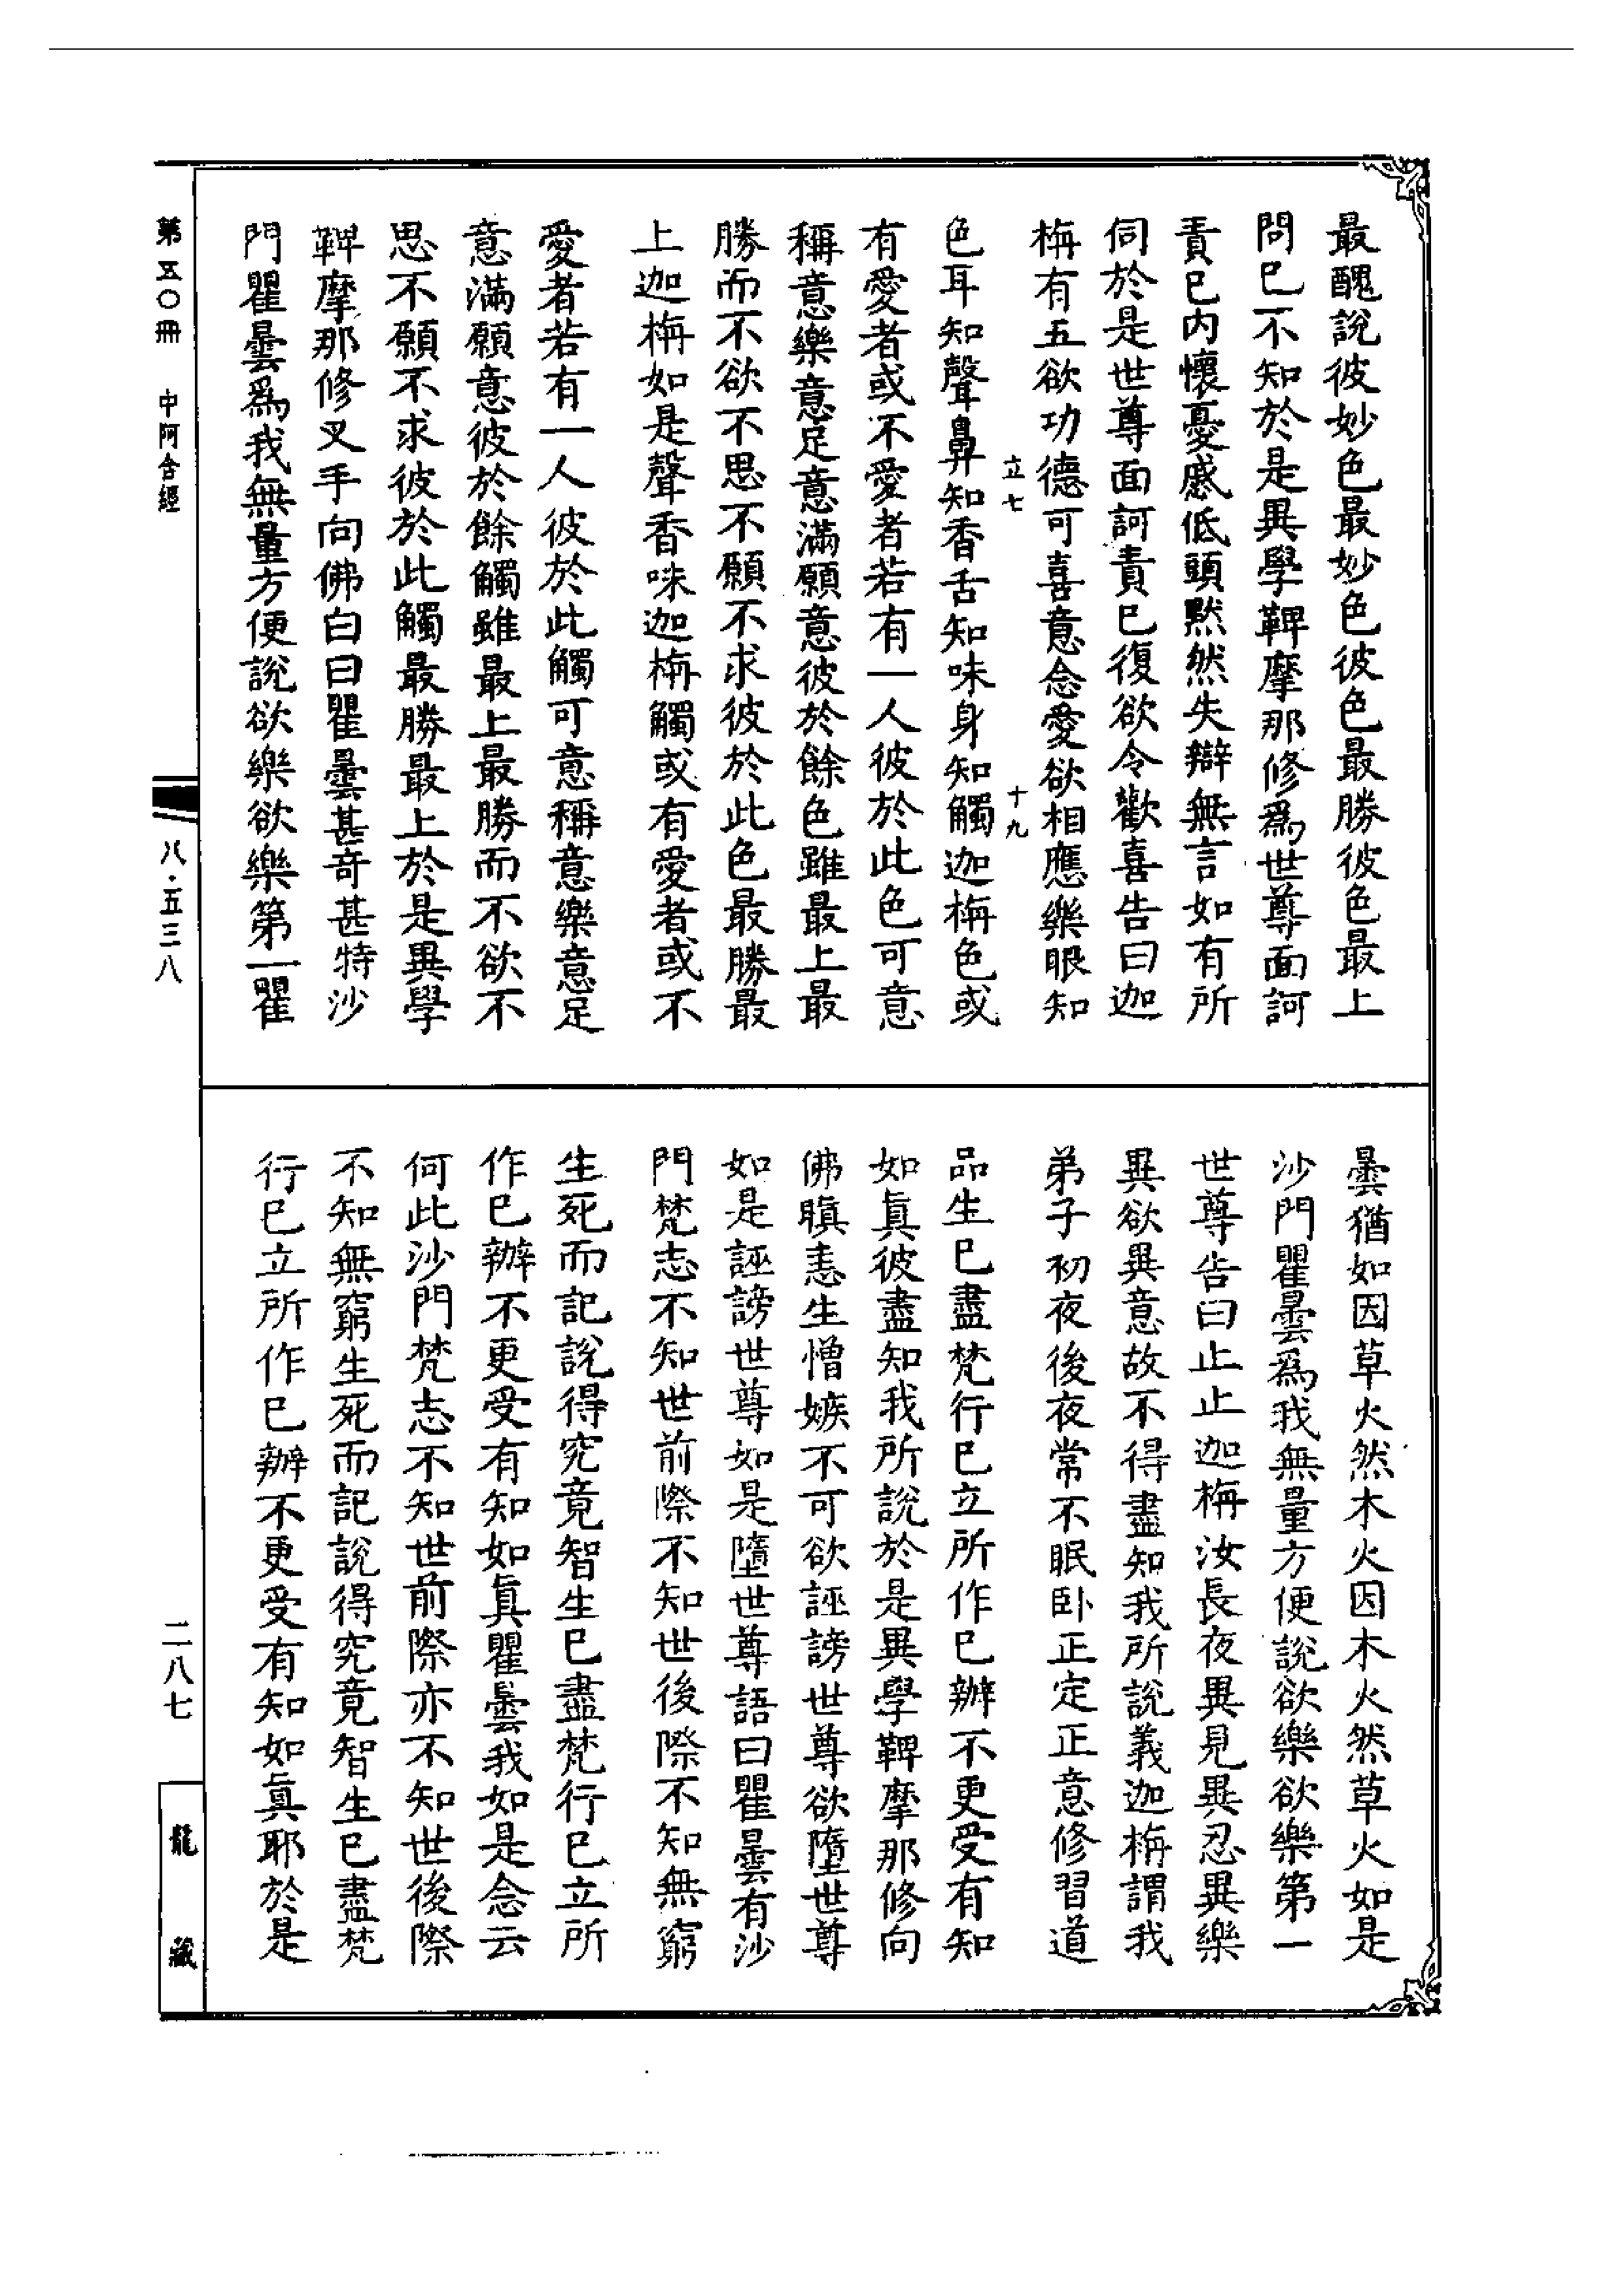 最醜說彼妙色最妙色彼色最勝彼色最上
問已不知於是異學鞞摩那修爲世尊面訶
責已内懷憂慼低頭默然失辯無言如有所
伺於是世尊面訶責已復欲令歡喜告曰迦
栴有五欲功德可喜意念愛欲相應樂眼知
立七 十九
色耳知聲鼻知香舌知味身知觸迦栴色或
有愛者或不愛者若有一人彼於此色可意
稱意樂意足意滿願意彼於餘色雖最上最
勝而不欲不思不願不求彼於此色最勝最
上迦栴如是聲香味迦栴觸或有愛者或不
愛者若有一人彼於此觸可意稱意樂意足
意滿願意彼於餘觸雖最上最勝而不欲不
思不願不求彼於此觸最勝最上於是異學
鞞摩那修叉手向佛白曰瞿曇甚奇甚特沙
門瞿曇爲我無量方便說欲樂欲樂第一瞿
曇猶如因草火然木火因木火然草火如是
沙門瞿曇爲我無量方便說欲樂欲樂第一
世尊告曰止止迦栴汝長夜異見異忍異樂
異欲異意故不得盡知我所說義迦栴謂我
弟子初夜後夜常不眠卧正定正意修習道
品生已盡梵行已立所作已辦不更受有知
如眞彼盡知我所說於是異學鞞摩那修向
佛瞋恚生憎嫉不可欲誣謗世尊欲墮世尊
如是誣謗世尊如是墮世尊語曰瞿曇有沙
門梵志不知世前際不知世後際不知無窮
生死而記說得究竟智生已盡梵行已立所
作已辦不更受有知如眞瞿曇我如是念云
何此沙門梵志不知世前際亦不知世後際
不知無窮生死而記說得究竟智生已盡梵
行已立所作已辦不更受有知如眞耶於是
第五〇冊 中阿含經
八·五三八
二八七
龍藏